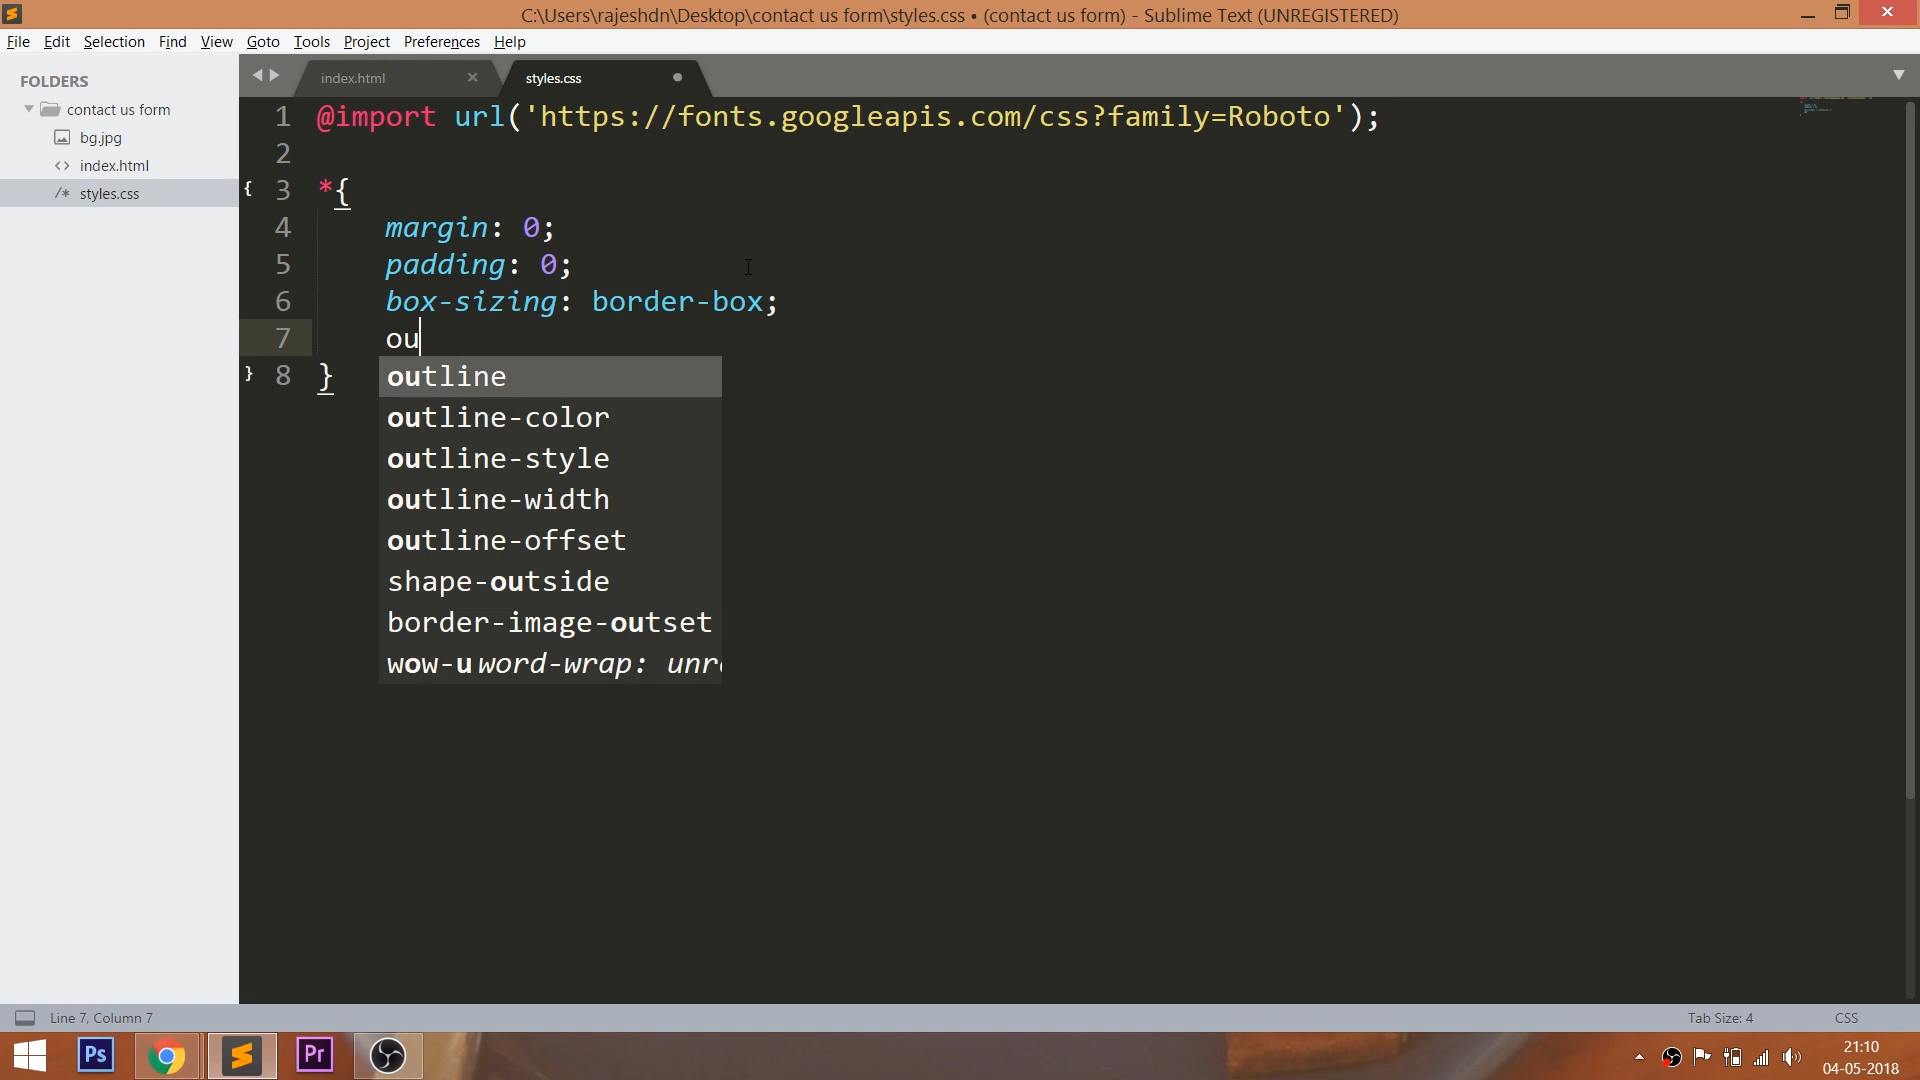 C:\Users\rajeshdn\Desktop\contact us form\styles.css • (contact us form) - Sublime Text (UNREGISTERED)
File Edit Selection Find View Goto Tools Project Preferences Help
FOLDERS
contact us form
bg.jpg
index.html
styles.css
index.html styles.css
1 @import url('https://fonts.googleapis.com/css?family=Roboto');
2
3 *{
4 margin: 0;
5 padding: 0;
6 box-sizing: border-box;
7 ou
8 }
outline
outline-color
outline-style
outline-width
outline-offset
shape-outside
border-image-outset
wow-u word-wrap:
Line 7, Column 7 Tab Size: 4 CSS
Ps Pr
21:10
04-05-2018